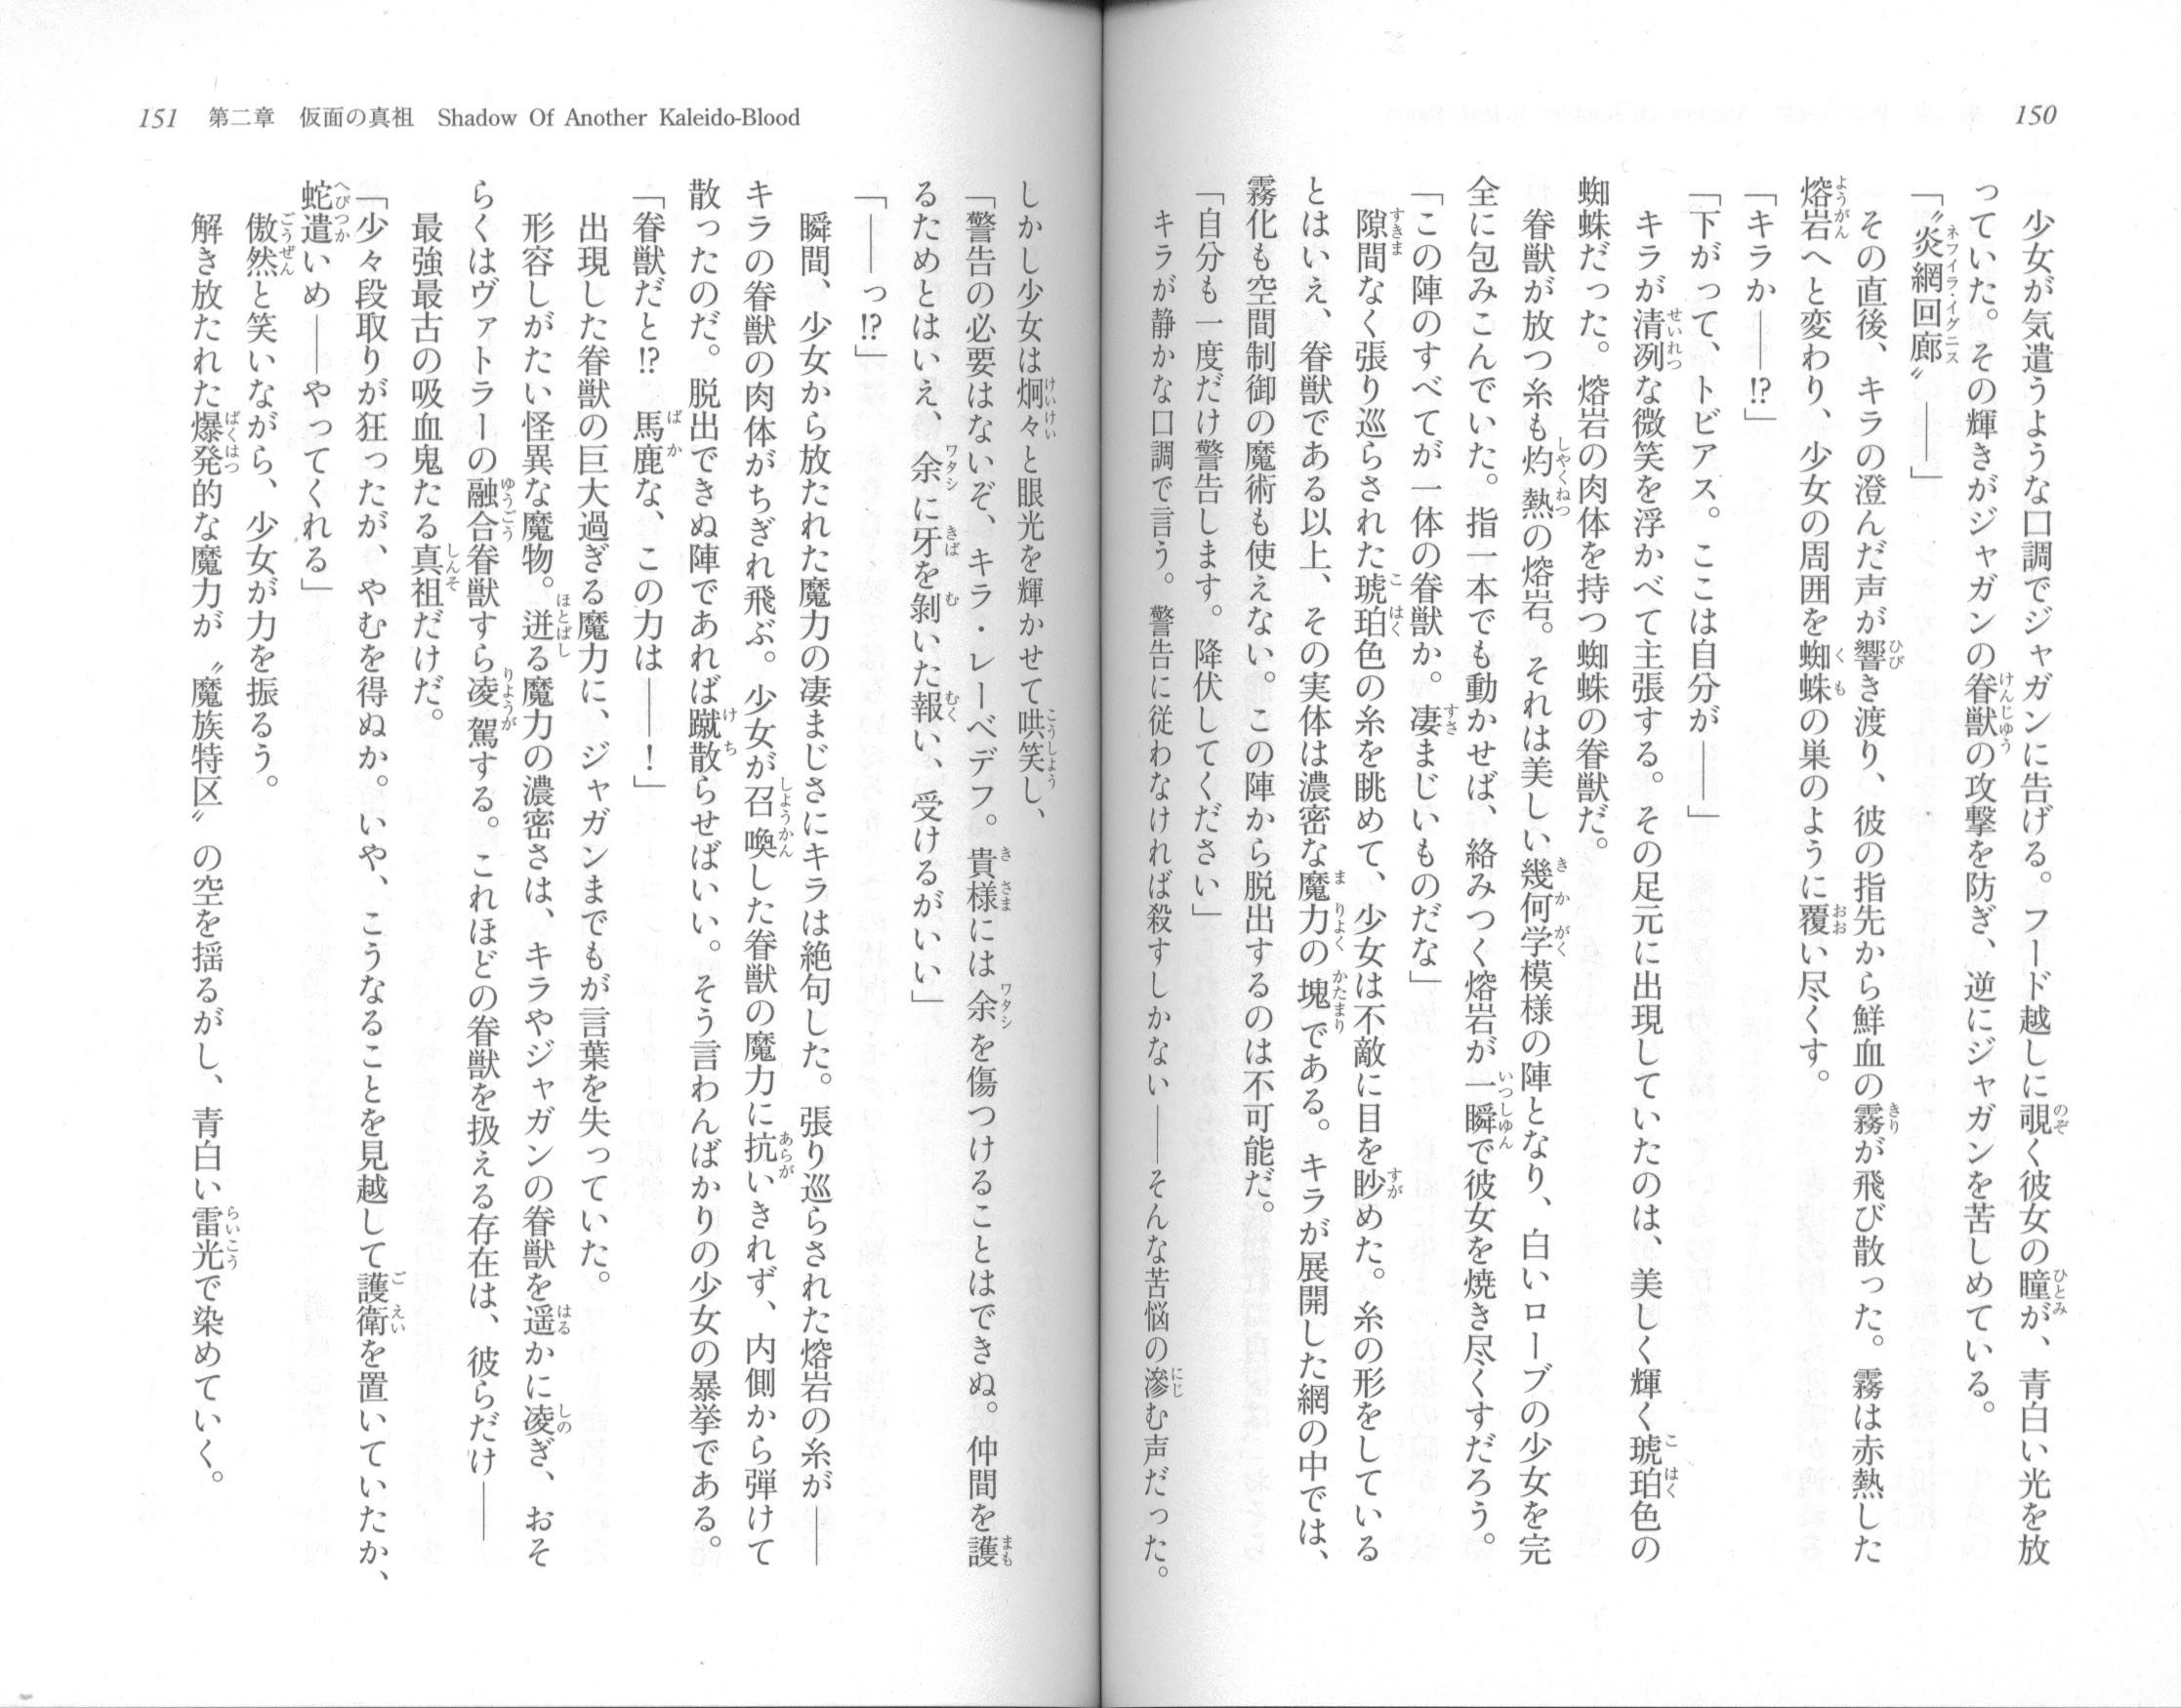 150
　少女が気遣うような口調でジャガンに告げる。フード越しに覗く彼女の瞳が、青白い光を放
っていた。その輝きがジャガンの眷獣の攻撃を防ぎ、逆にジャガンを苦しめている。
「〝炎網回廊〟――」
　その直後、キラの澄んだ声が響き渡り、彼の指先から鮮血の霧が飛び散った。霧は赤熱した
熔岩へと変わり、少女の周囲を蜘蛛の巣のように覆い尽くす。
「キラか――!?」
「下がって、トビアス。ここは自分が――」
　キラが清冽な微笑を浮かべて主張する。その足元に出現していたのは、美しく輝く琥珀色の
蜘蛛だった。熔岩の肉体を持つ蜘蛛の眷獣だ。
　眷獣が放つ糸も灼熱の熔岩。それは美しい幾何学模様の陣となり、白いローブの少女を完
全に包みこんでいた。指一本でも動かせば、絡みつく熔岩が一瞬で彼女を焼き尽くすだろう。
「この陣のすべてが一体の眷獣か。凄まじいものだな」
　隙間なく張り巡らされた琥珀色の糸を眺めて、少女は不敵に目を眇めた。糸の形をしている
とはいえ、眷獣である以上、その実体は濃密な魔力の塊である。キラが展開した網の中では、
霧化も空間制御の魔術も使えない。この陣から脱出するのは不可能だ。
「自分も一度だけ警告します。降伏してください」
　キラが静かな口調で言う。警告に従わなければ殺すしかない――そんな苦悩の滲む声だった。
151 第二章　仮面の真祖　Shadow Of Another Kaleido-Blood
しかし少女は炯々と眼光を輝かせて哄笑し、
「警告の必要はないぞ、キラ・レーベデフ。貴様には余を傷つけることはできぬ。仲間を護
るためとはいえ、余に牙を剝いた報い、受けるがいい」
「――っ!?」
　瞬間、少女から放たれた魔力の凄まじさにキラは絶句した。張り巡らされた熔岩の糸が――
キラの眷獣の肉体がちぎれ飛ぶ。少女が召喚した眷獣の魔力に抗いきれず、内側から弾けて
散ったのだ。脱出できぬ陣であれば蹴散らせばいい。そう言わんばかりの少女の暴挙である。
「眷獣だと!?　馬鹿な、この力は――！」
　出現した眷獣の巨大過ぎる魔力に、ジャガンまでもが言葉を失っていた。
　形容しがたい怪異な魔物。迸る魔力の濃密さは、キラやジャガンの眷獣を遥かに凌ぎ、おそ
らくはヴァトラーの融合眷獣すら凌駕する。これほどの眷獣を扱える存在は、彼らだけ――
　最強最古の吸血鬼たる真祖だけだ。
「少々段取りが狂ったが、やむを得ぬか。いや、こうなることを見越して護衛を置いていたか、
蛇遣いめ――やってくれる」
　傲然と笑いながら、少女が力を振るう。
　解き放たれた爆発的な魔力が〝魔族特区〟の空を揺るがし、青白い雷光で染めていく。